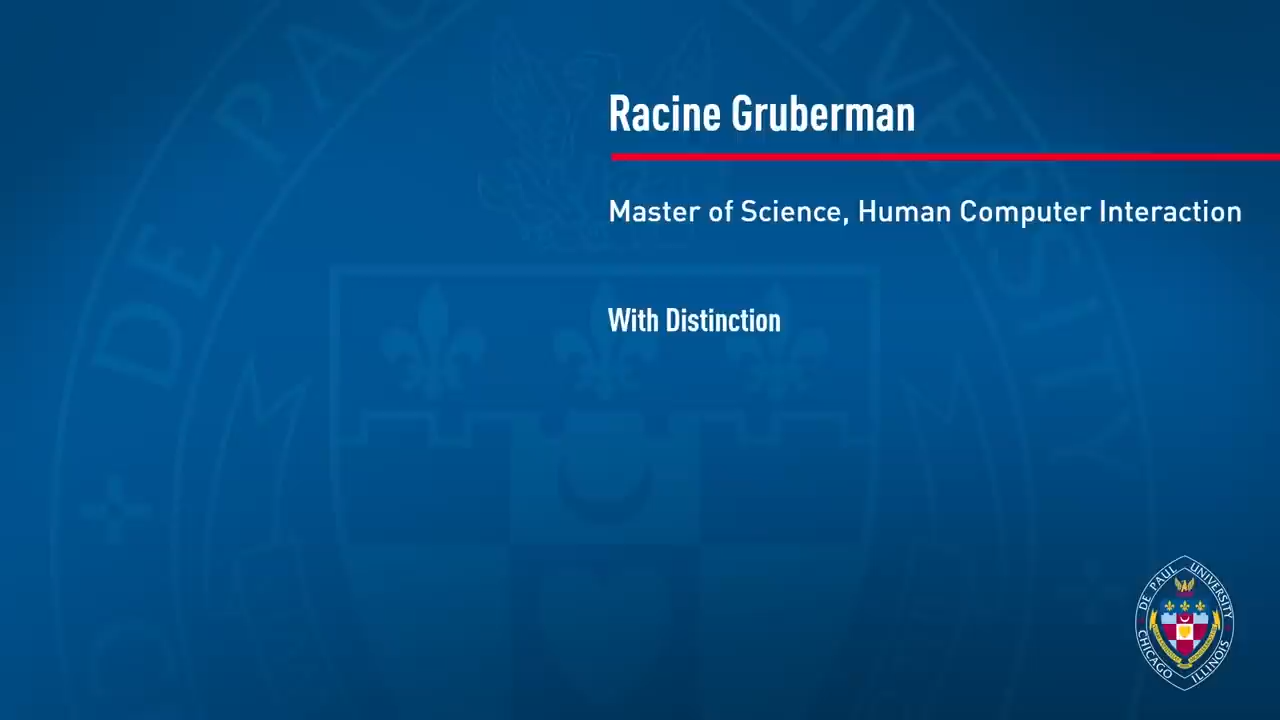 Racine Gruberman
Master of Science, Human Computer Interaction
With Distinction
DE PAUL UNIVERSITY
CHICAGO ILLINOIS